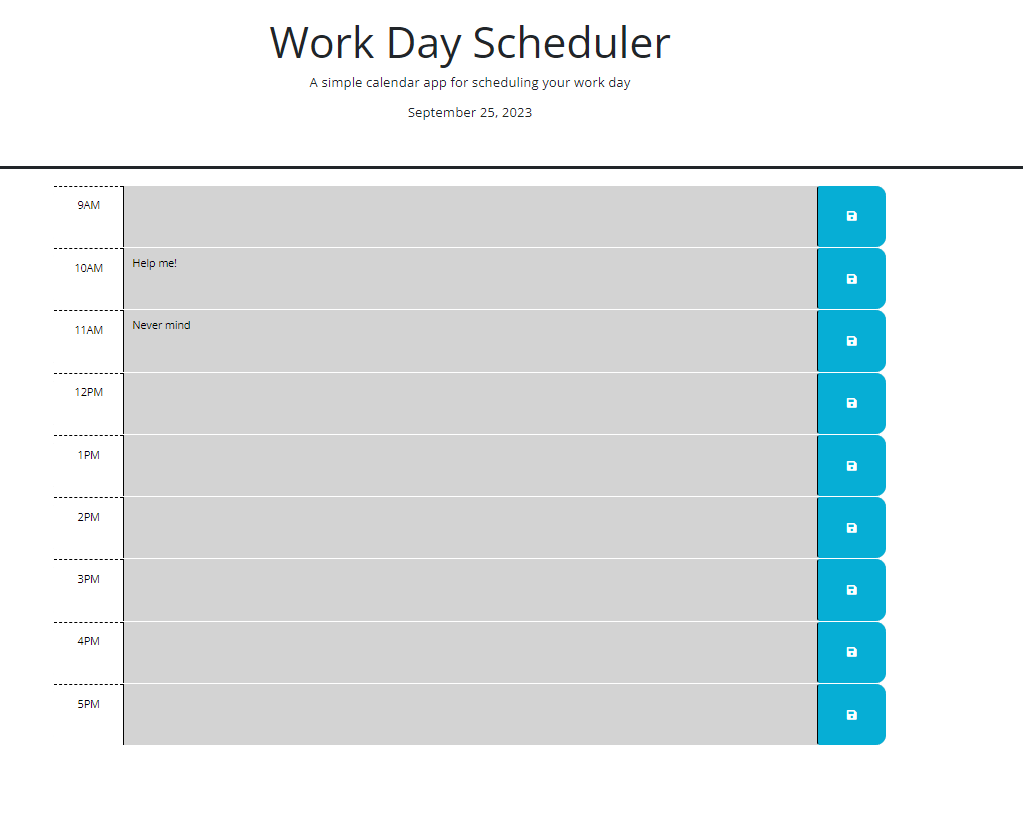 Work Day Scheduler
A simple calendar app for scheduling your work day
September 25, 2023
9AM
10AM Help me!
11AM Never mind
12PM
1PM
2PM
3PM
4PM
5PM